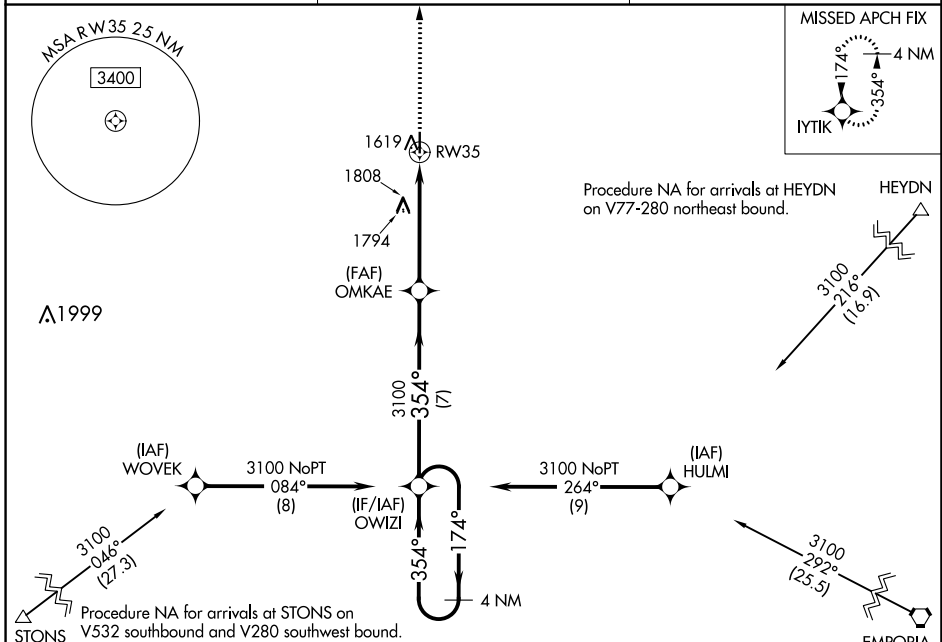 MSA RW35 25 NM
3400
MISSED APCH FIX
4 NM
174°
354°
IYTIK
1619
RW35
1808
1794
Procedure NA for arrivals at HEYDN
on V77-280 northeast bound.
HEYDN
3100
216°
(16.9)
(FAF)
OMKAE
1999
3100
354°
(7)
(IAF)
WOVEK
3100 NoPT
084°
(8)
(IF/IAF)
OWIZI
3100 NoPT
264°
(9)
(IAF)
HULMI
354°
174°
4 NM
3100
046°
(27.3)
3100
292°
(25.5)
STONS
Procedure NA for arrivals at STONS on
V532 southbound and V280 southwest bound.
EMPORIA